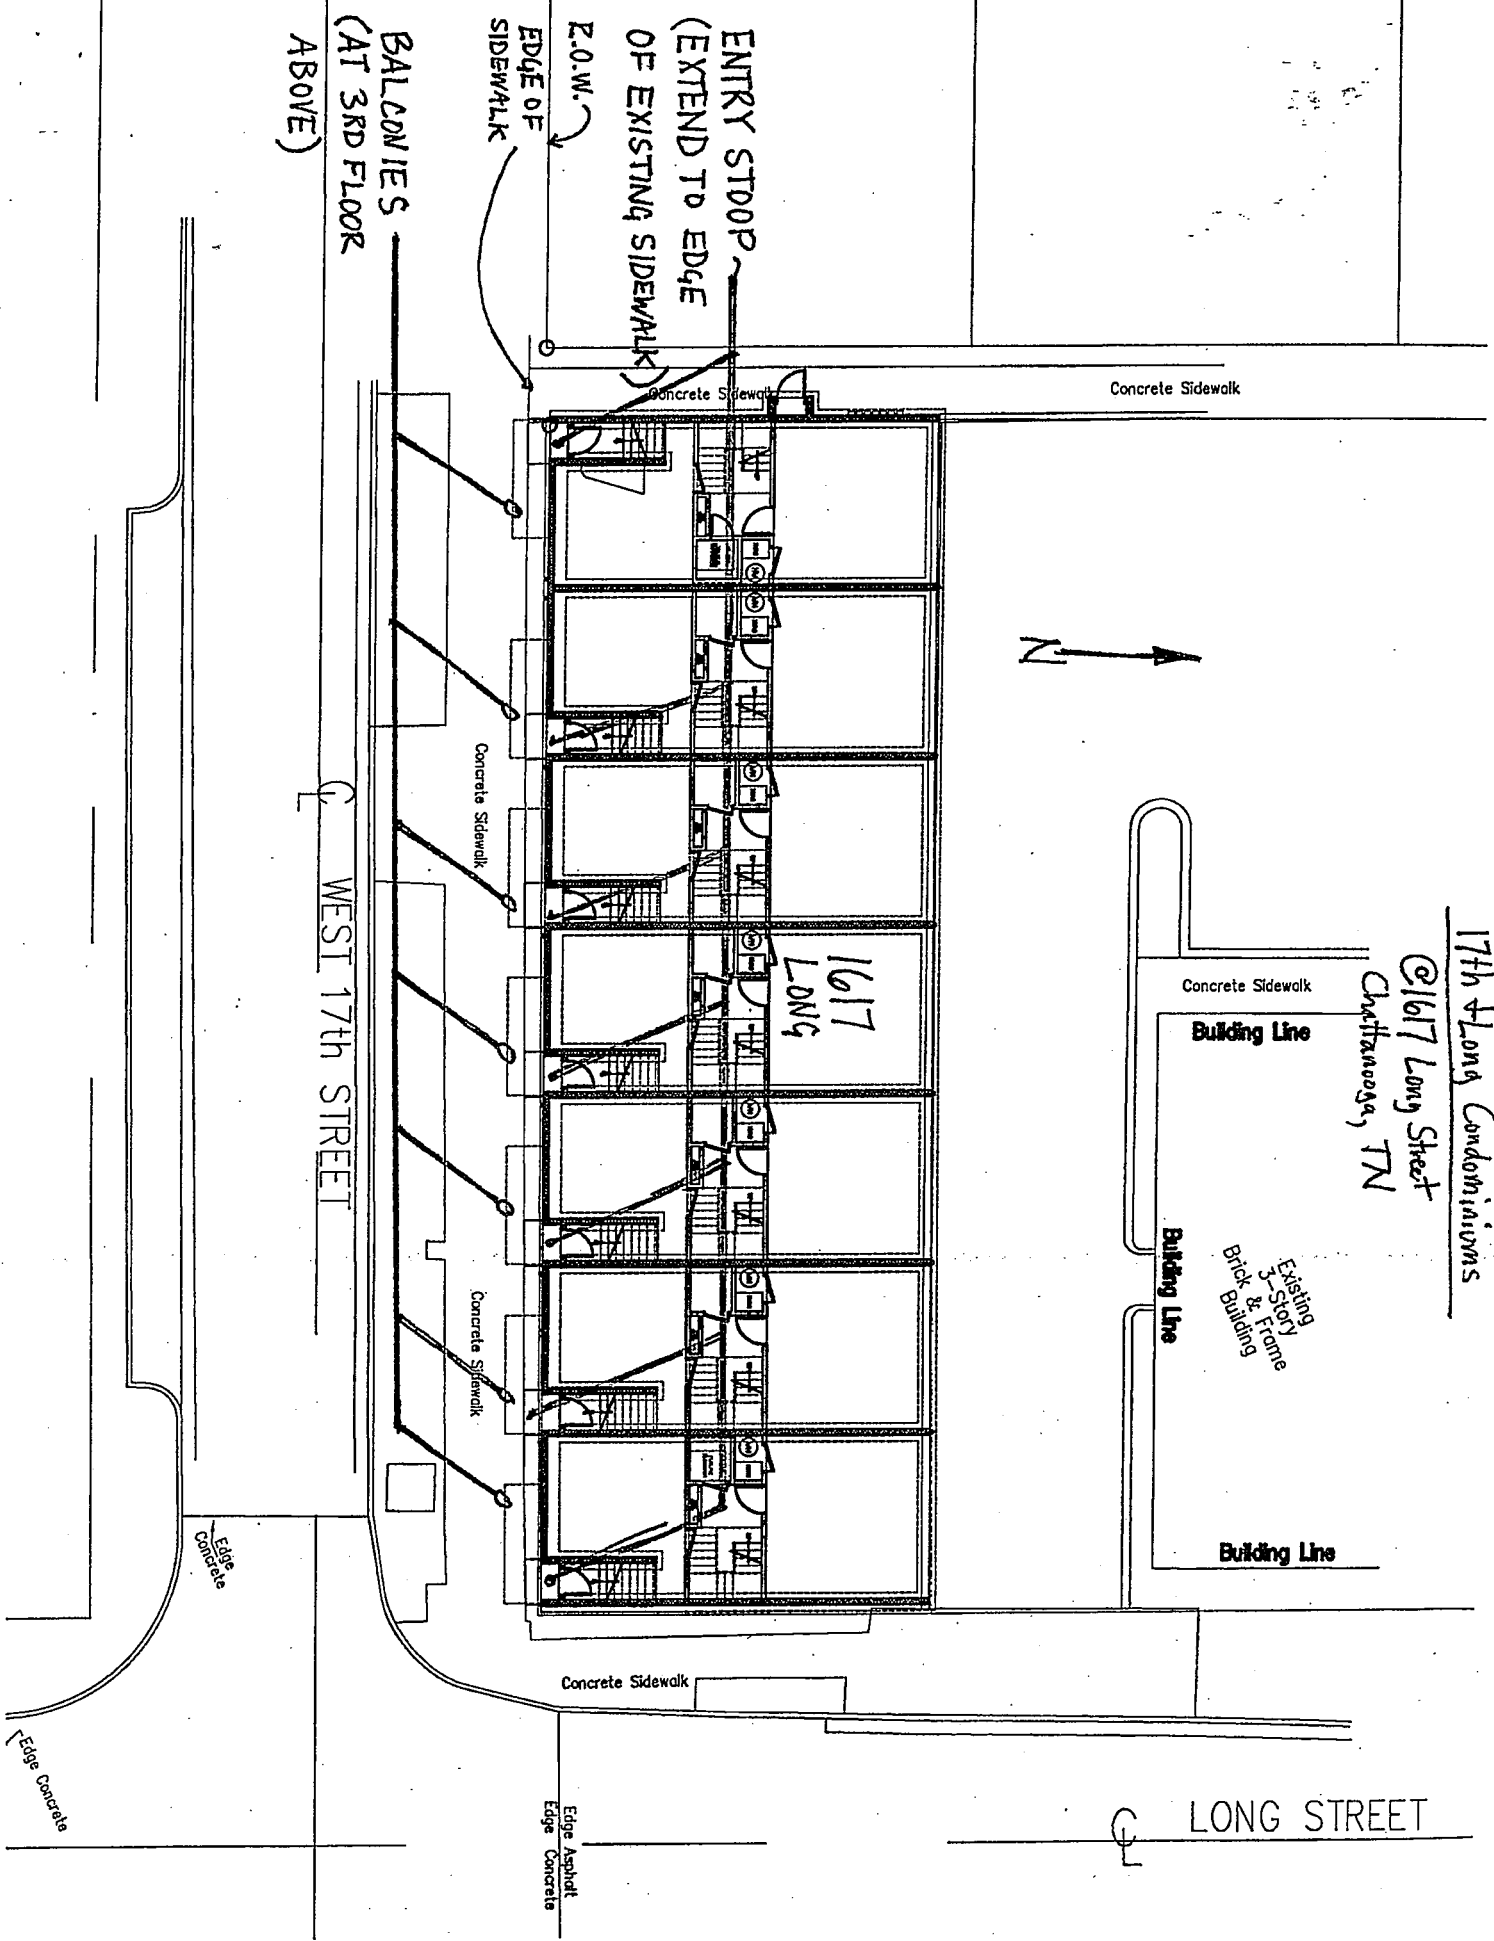 17th + Long Condominiums
@1617 Long Street
Chattanooga, TN
ENTRY STOOP
(EXTEND TO EDGE
OF EXISTING SIDEWALK)
R.O.W.
EDGE OF
SIDEWALK
BALCONIES
(AT 3RD FLOOR
ABOVE)
Concrete Sidewalk
Concrete Sidewalk
N
1617
LONG
Concrete Sidewalk
Building Line
Building Line
Existing
3-Story
Brick & Frame
Building
Building Line
Concrete Sidewalk
Concrete Sidewalk
CL WEST 17th STREET
Edge
Concrete
Concrete Sidewalk
Edge Concrete
Edge Asphalt
Edge Concrete
CL LONG STREET